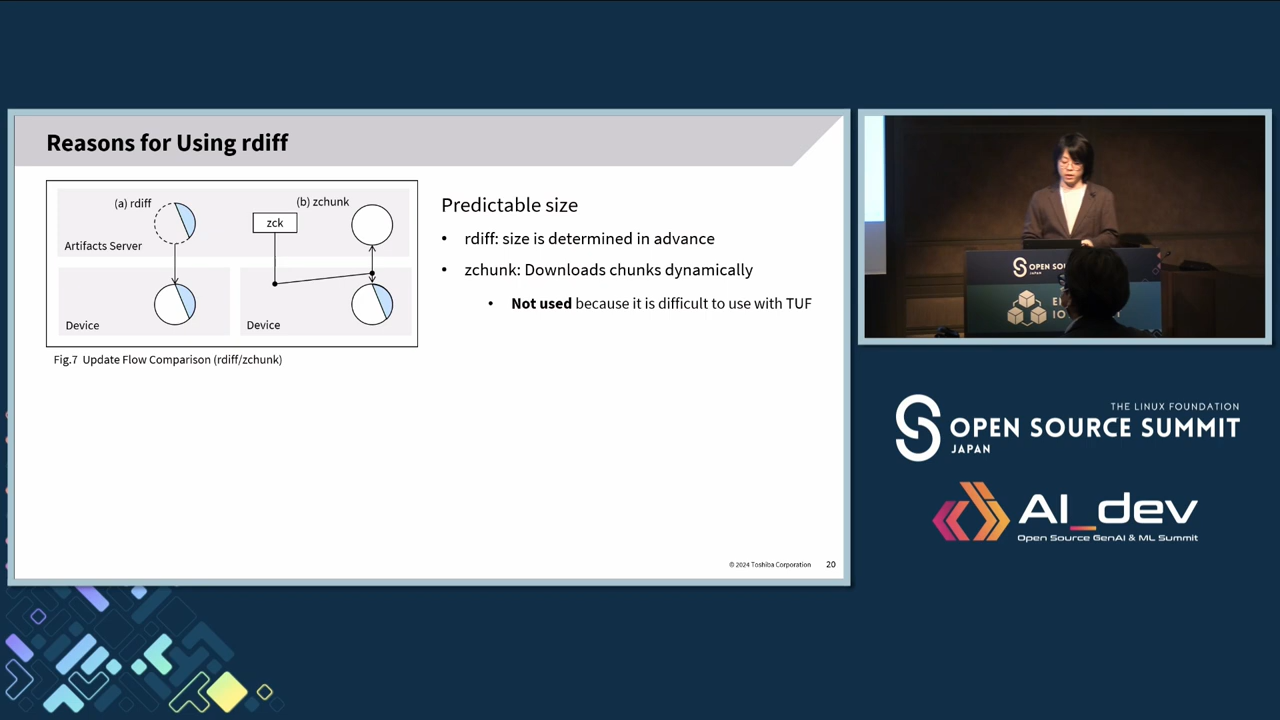 Reasons for Using rdiff
(a) rdiff
(b) zchunk
zck
Artifacts Server
Device
Device
Fig.7 Update Flow Comparison (rdiff/zchunk)
Predictable size
• rdiff: size is determined in advance
• zchunk: Downloads chunks dynamically
• Not used because it is difficult to use with TUF
© 2024 Toshiba Corporation
20
OPEN SOU
THE LINUX FOUNDATION
OPEN SOURCE SUMMIT
JAPAN
AI_dev
Open Source GenAI & ML Summit